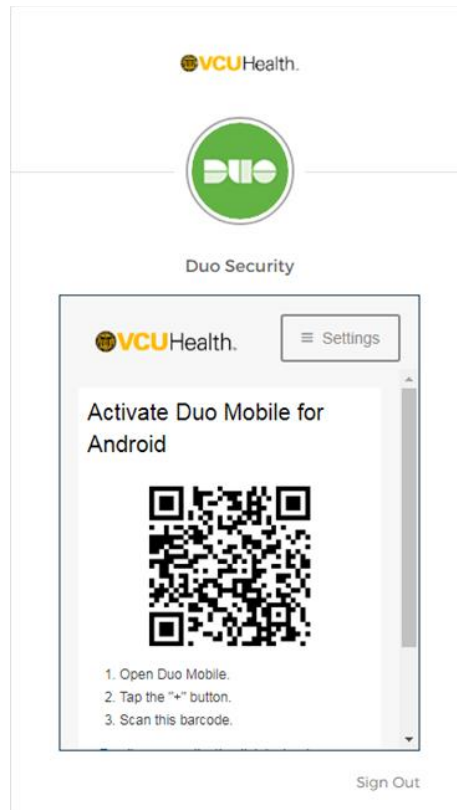 VCUHealth.
DUO
Duo Security
VCUHealth.
≡ Settings
Activate Duo Mobile for
Android
1. Open Duo Mobile.
2. Tap the "+" button.
3. Scan this barcode.
Sign Out